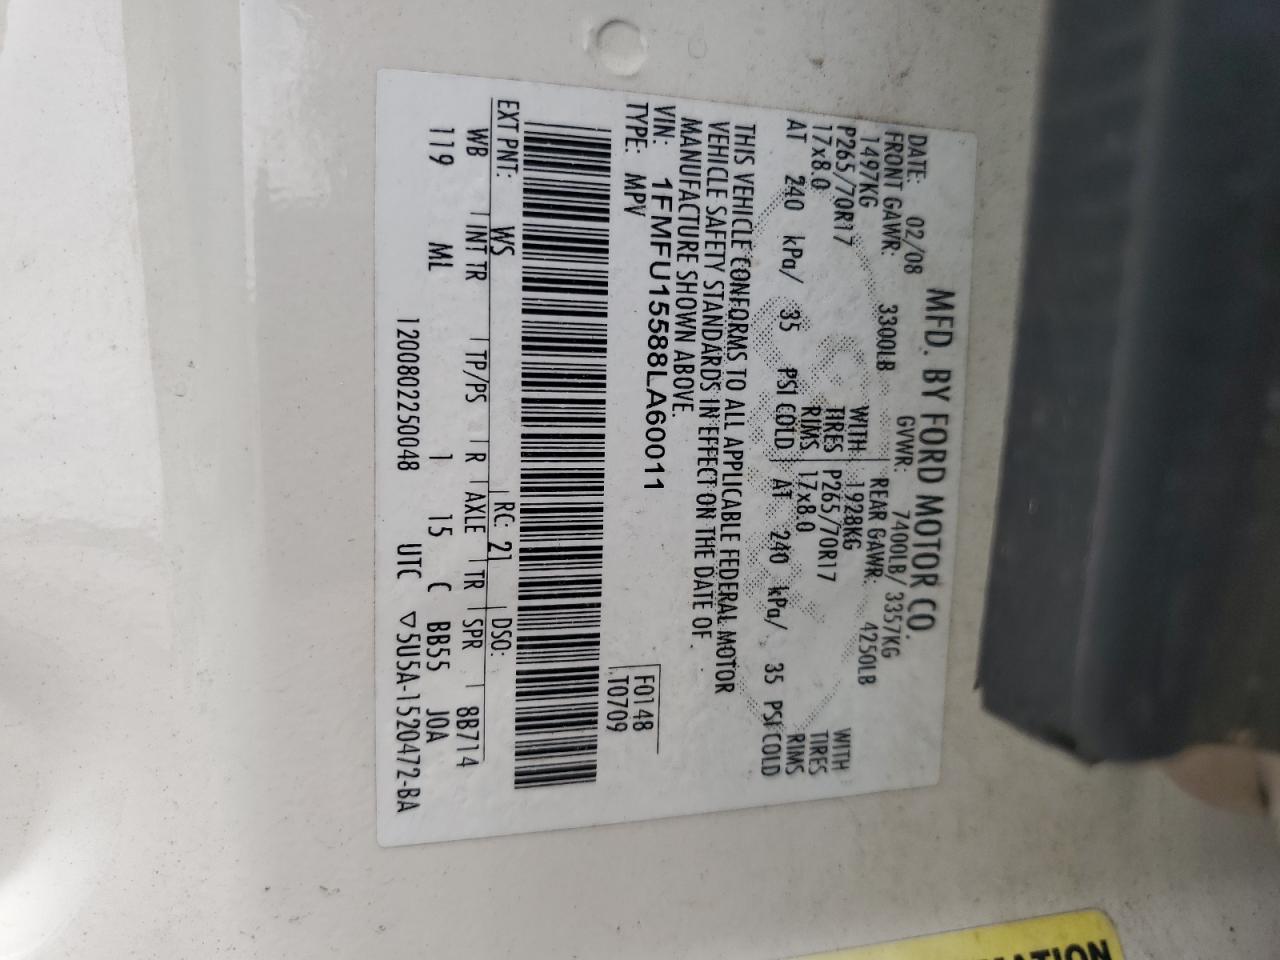 MFD. BY FORD MOTOR CO.
DATE: 02/08 GVWR: 7400LB/ 3357KG
FRONT GAWR: 3300LB REAR GAWR: 4250LB
1497KG WITH 1928KG WITH
P265/70R17 TIRES P265/70R17 TIRES
17x8.0 RIMS 17x8.0 RIMS
AT 240 kPa/ 35 PSI COLD AT 240 kPa/ 35 PSI COLD
THIS VEHICLE CONFORMS TO ALL APPLICABLE FEDERAL MOTOR
VEHICLE SAFETY STANDARDS IN EFFECT ON THE DATE OF
MANUFACTURE SHOWN ABOVE.
VIN: 1FMFU15588LA60011 F0148
TYPE: MPV T0709
EXT PNT: WS RC: 21 DSO:
WB INT TR TP/PS R AXLE TR SPR 8B714
119 ML 1 15 C BB55 J0A
1200802250048 UTC ▽5U5A-1520472-BA